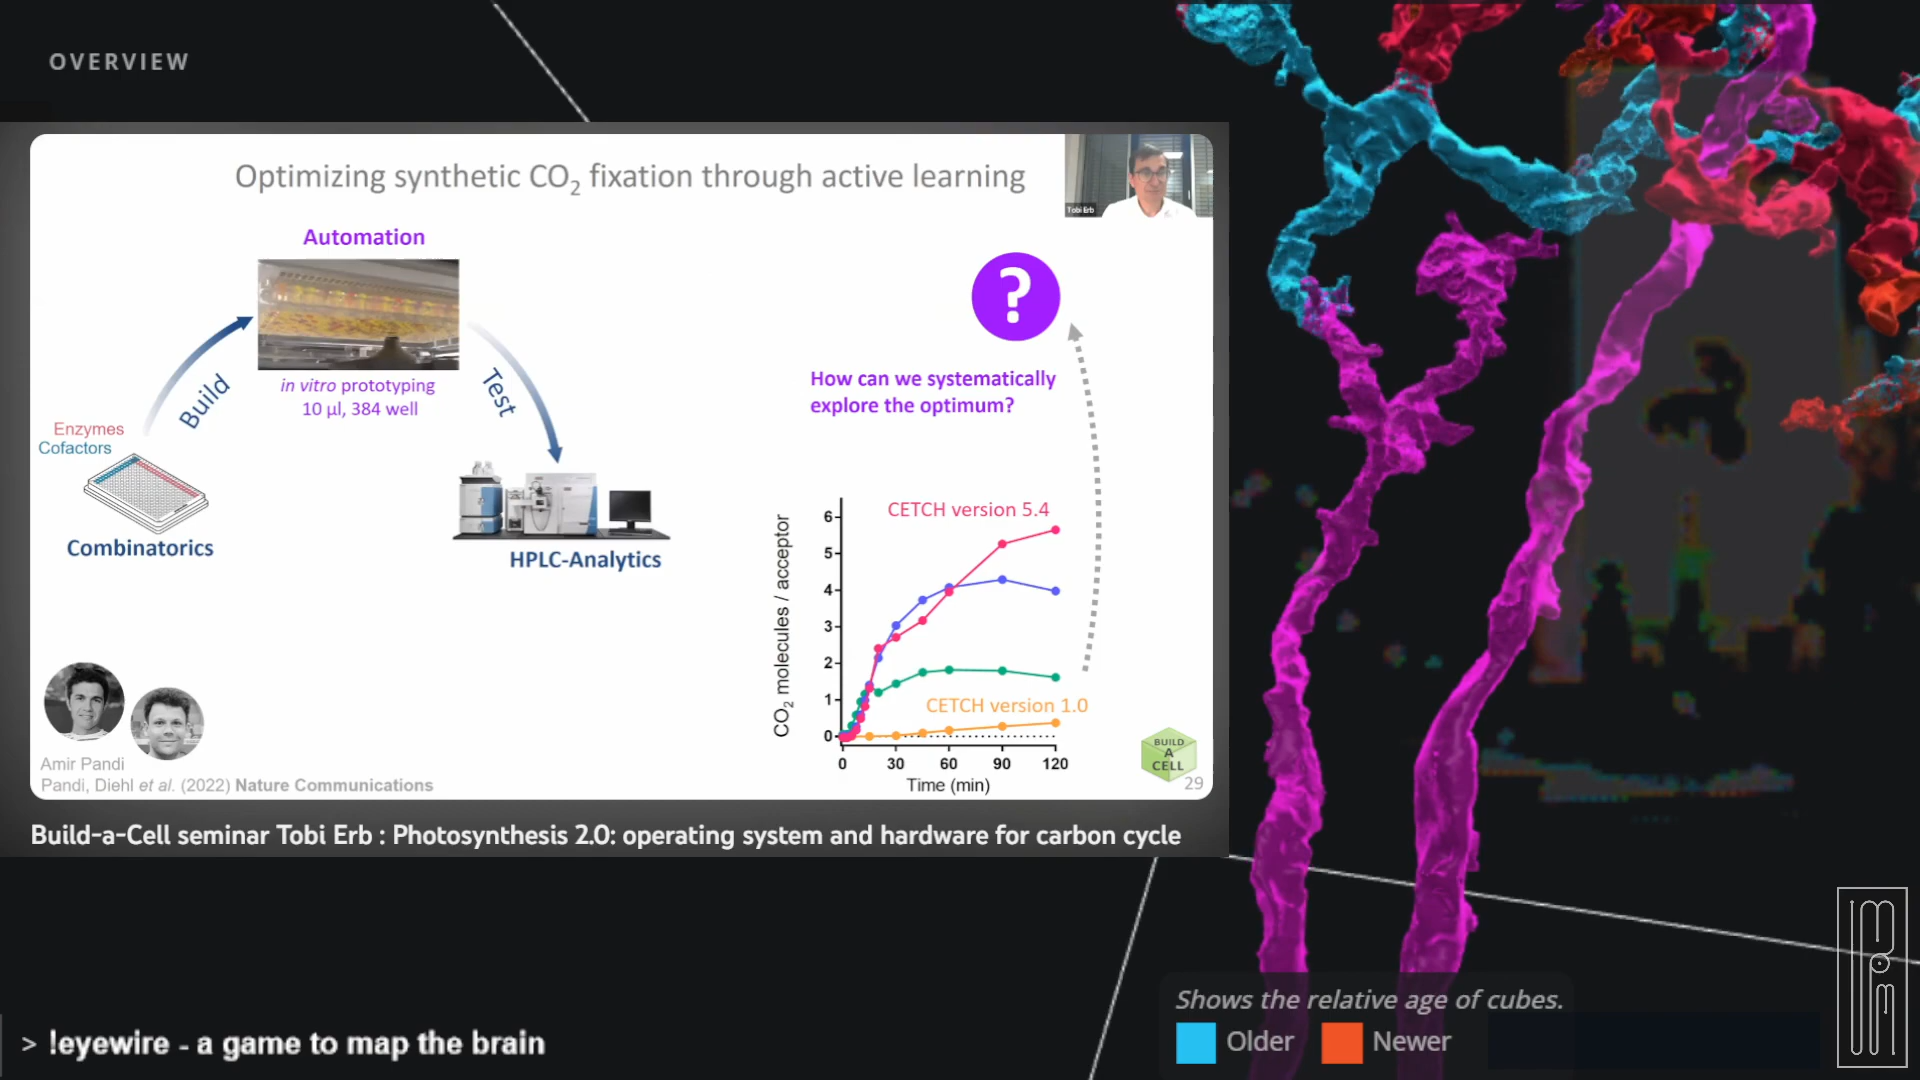 OVERVIEW
Optimizing synthetic CO2 fixation through active learning
Tobi Erb
Automation
?
Build
Test
in vitro prototyping
10 µl, 384 well
How can we systematically
explore the optimum?
Enzymes
Cofactors
Combinatorics
HPLC-Analytics
CETCH version 5.4
CO2 molecules / acceptor
6
5
4
3
2
1
0
CETCH version 1.0
0 30 60 90 120
Time (min)
BUILD
A
CELL
29
Amir Pandi
Pandi, Diehl et al. (2022) Nature Communications
Build-a-Cell seminar Tobi Erb : Photosynthesis 2.0: operating system and hardware for carbon cycle
Shows the relative age of cubes.
Older Newer
> !eyewire - a game to map the brain